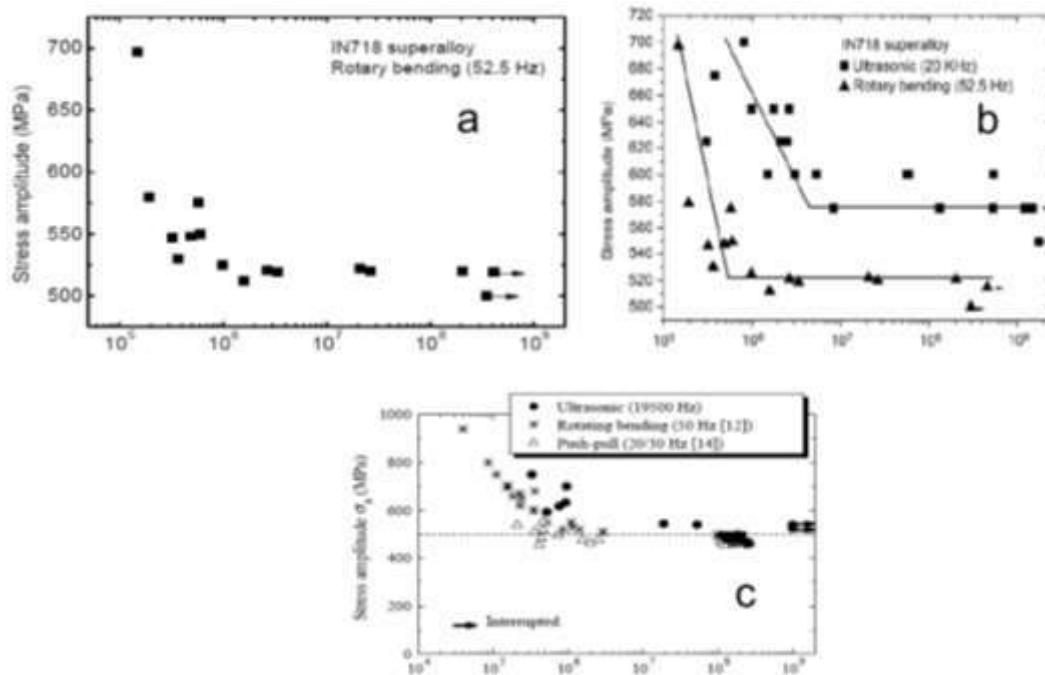 a
IN718 superalloy
Rotary bending (52.5 Hz)
Stress amplitude (MPa)
700
650
600
550
500
10⁵
10⁶
10⁷
10⁸
10⁹
b
IN718 superalloy
Ultrasonic (20 KHz)
Rotary bending (52.5 Hz)
Stress amplitude (MPa)
720
700
680
660
640
620
600
580
560
540
520
500
10⁵
10⁶
10⁷
10⁸
10⁹
Ultrasonic (19500 Hz)
Rotating bending (50 Hz [12])
Push-pull (20/30 Hz [14])
Stress amplitude
(MPa)
1000
800
600
400
200
0
c
Interrupted
10⁴
10⁵
10⁶
10⁷
10⁸
10⁹